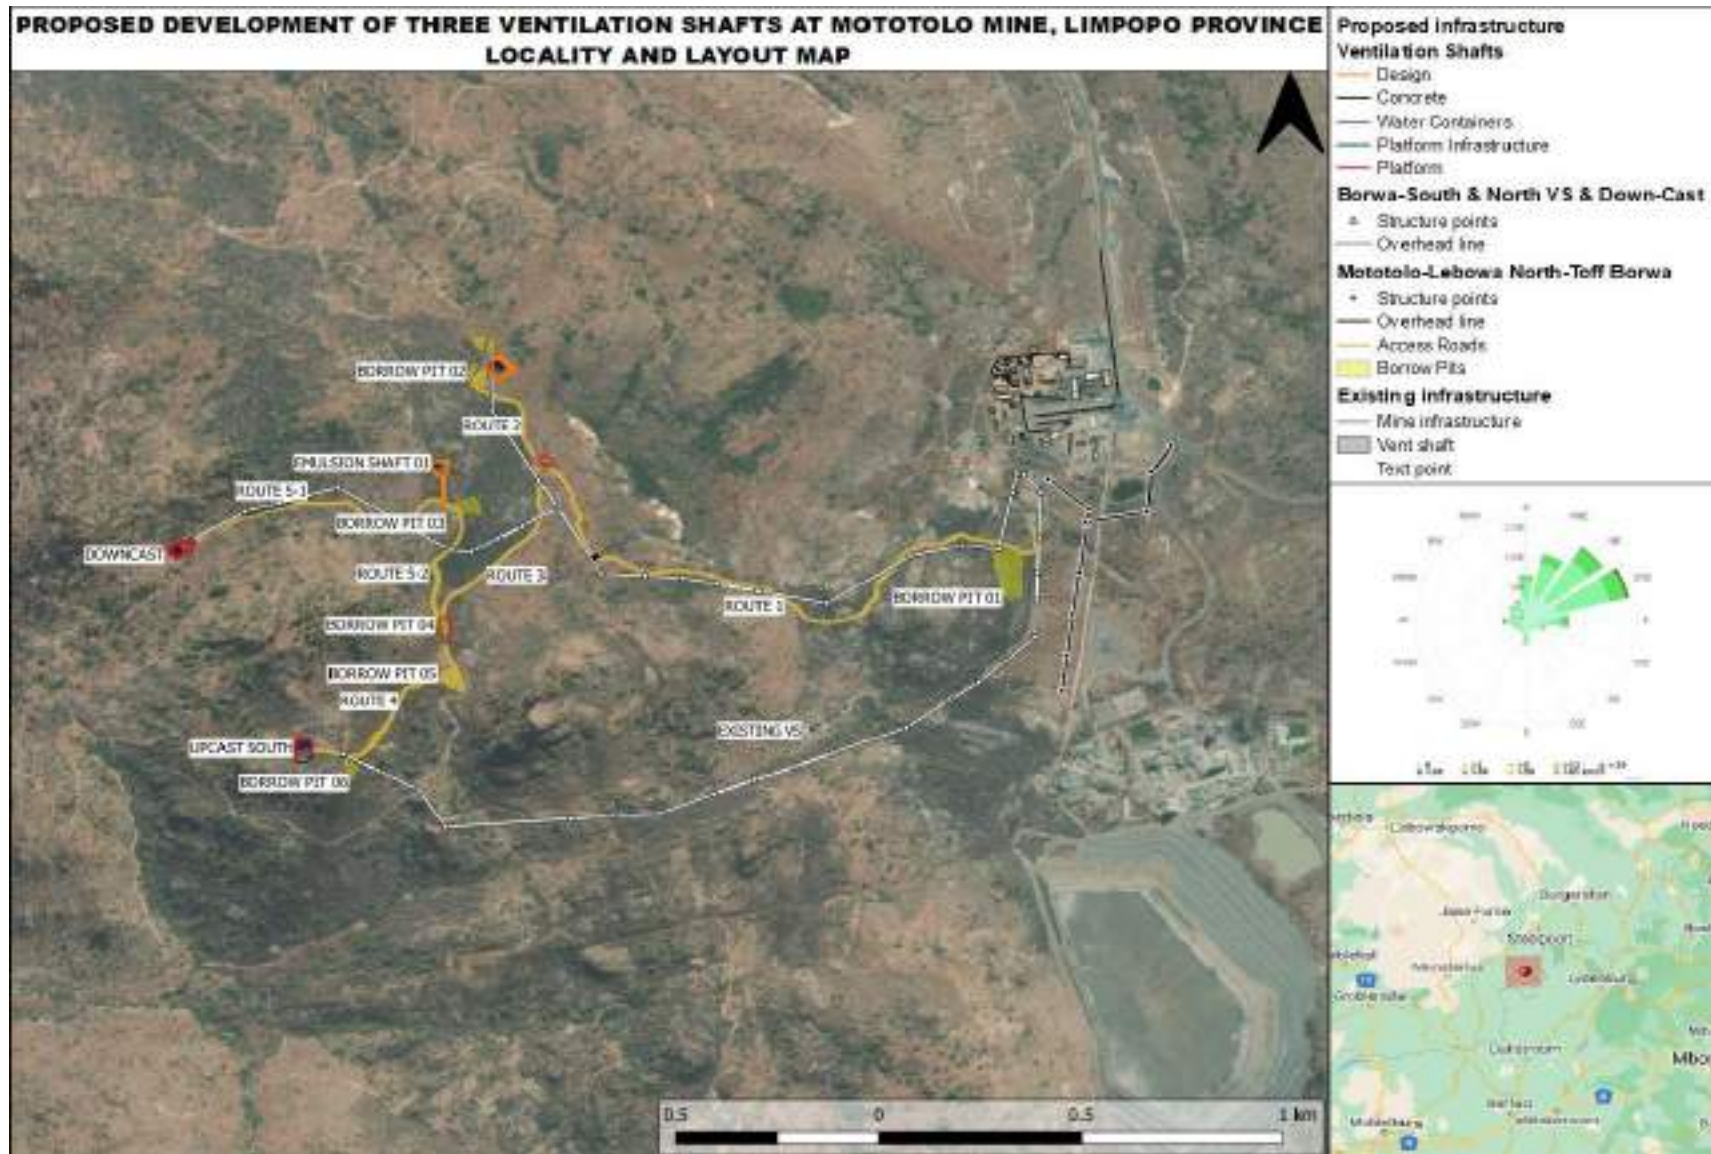 PROPOSED DEVELOPMENT OF THREE VENTILATION SHAFTS AT MOTOTOLO MINE, LIMPOPO PROVINCE
LOCALITY AND LAYOUT MAP
BORROW PIT 02
ROUTE 2
EMULSION SHAFT 01
ROUTE 5-1
BORROW PIT 03
DOWNCAST
ROUTE 5-2
ROUTE 3
ROUTE 1
BORROW PIT 01
BORROW PIT 04
BORROW PIT 05
ROUTE 4
EXISTING VS
UPCAST SOUTH
BORROW PIT 06
0.5 0 0.5 1 km
Proposed infrastructure
Ventilation Shafts
Design
Concrete
Water Containers
Platform Infrastructure
Platform
Borwa-South & North VS & Down-Cast
Structure points
Overhead line
Mototolo-Lebowa North-Toff Borwa
Structure points
Overhead line
Access Roads
Borrow Pits
Existing infrastructure
Mine infrastructure
Vent shaft
Text point
Lebowakgomo
Burgersfort
Jane Furse
Steelpoort
Lydenburg
Groblersdal
Dullstroom
Belfast
Middelburg